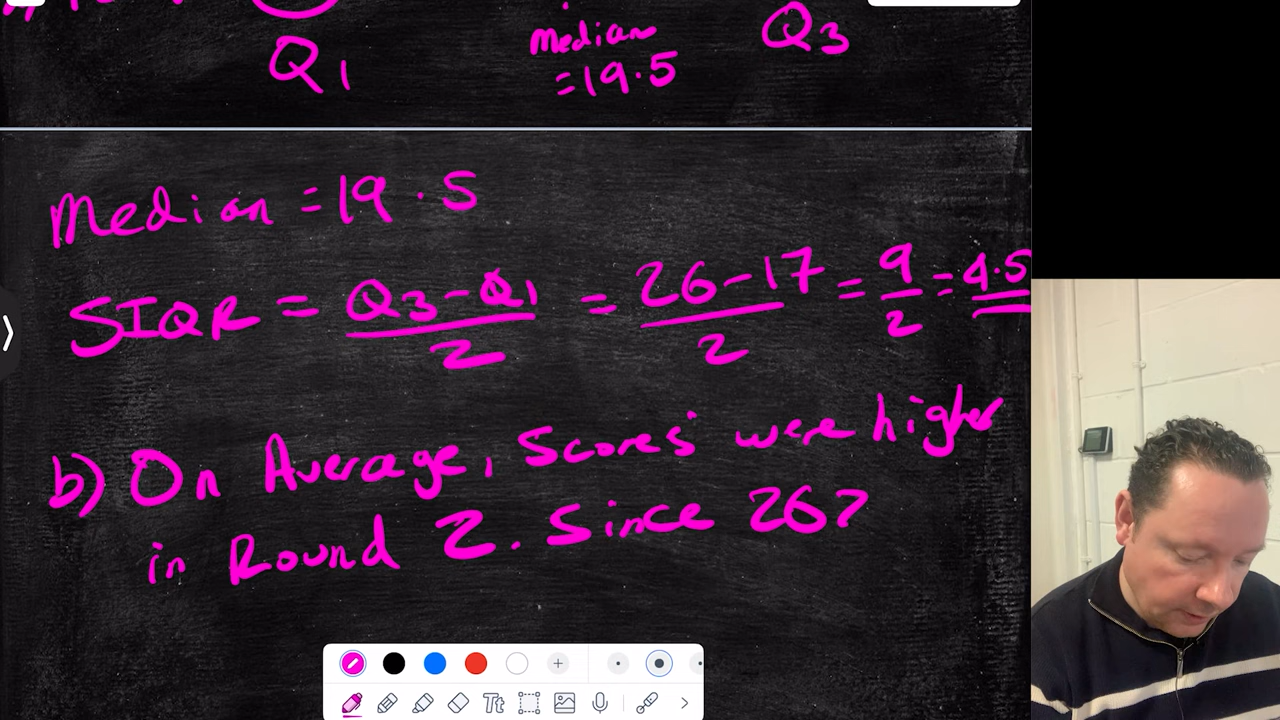 Q1
Median
=19.5
Q3
Median = 19.5
SIQR = Q3-Q1 / 2 = 26-17 / 2 = 9/2 = 4.5
b) On Average, Scores were higher
in Round 2. Since 26>
Tt